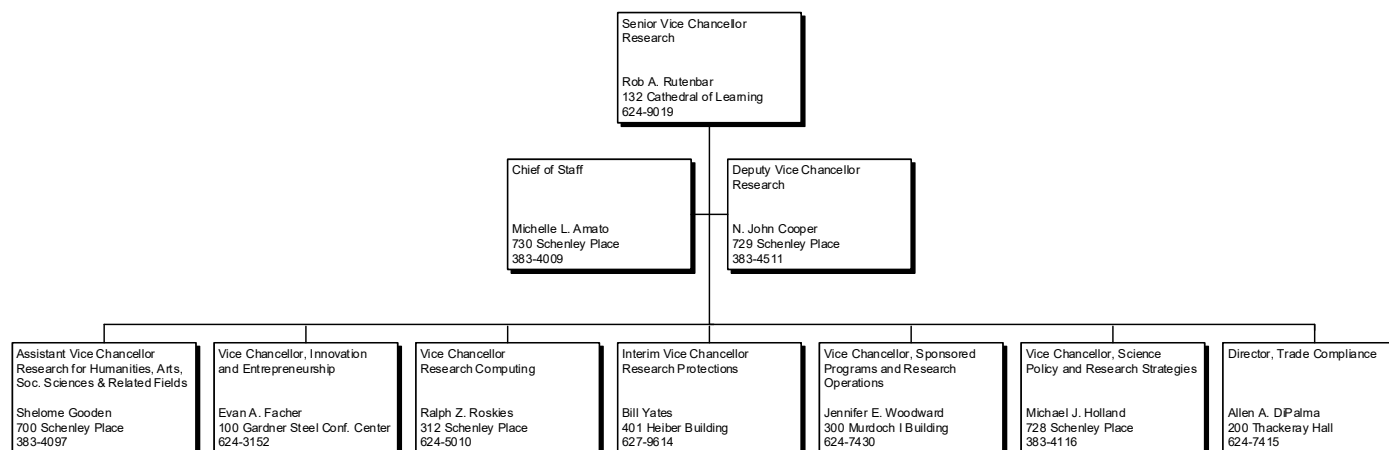 Senior Vice Chancellor
Research
Rob A. Rutenbar
132 Cathedral of Learning
624-9019
Chief of Staff
Michelle L. Amato
730 Schenley Place
383-4009
Deputy Vice Chancellor
Research
N. John Cooper
729 Schenley Place
383-4511
Assistant Vice Chancellor
Research for Humanities, Arts,
Soc. Sciences & Related Fields
Shelome Gooden
700 Schenley Place
383-4097
Vice Chancellor, Innovation
and Entrepreneurship
Evan A. Facher
100 Gardner Steel Conf. Center
624-3152
Vice Chancellor
Research Computing
Ralph Z. Roskies
312 Schenley Place
624-5010
Interim Vice Chancellor
Research Protections
Bill Yates
401 Heiber Building
627-9614
Vice Chancellor, Sponsored
Programs and Research
Operations
Jennifer E. Woodward
300 Murdoch I Building
624-7430
Vice Chancellor, Science
Policy and Research Strategies
Michael J. Holland
728 Schenley Place
383-4116
Director, Trade Compliance
Allen A. DiPalma
200 Thackeray Hall
624-7415